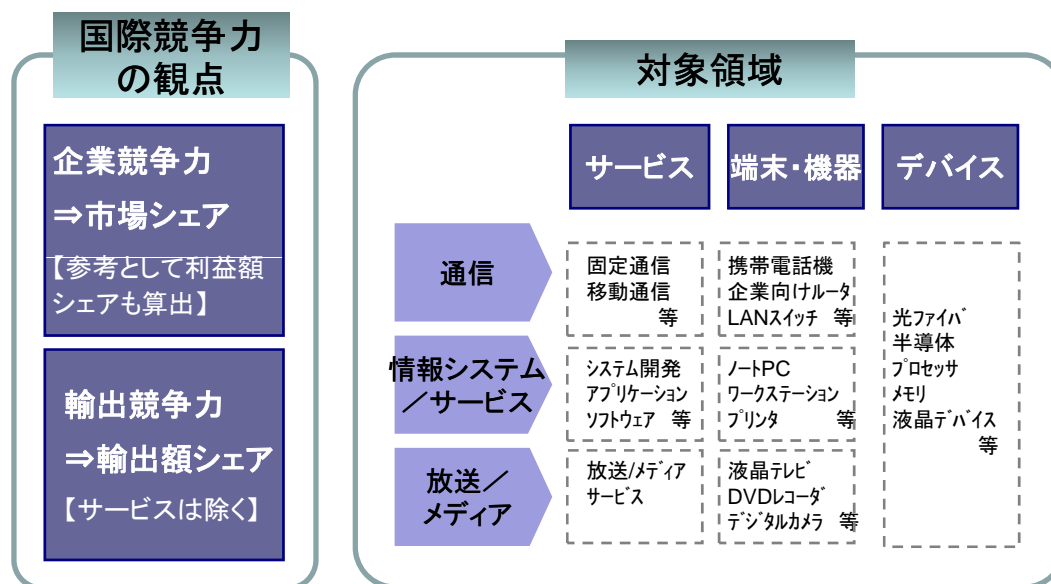 国際競争力
の観点
企業競争力
⇒市場シェア
【参考として利益額
シェアも算出】
輸出競争力
⇒輸出額シェア
【サービスは除く】
対象領域
サービス
端末・機器
デバイス
通信
固定通信
移動通信
等
携帯電話機
企業向けルータ
LANスイッチ 等
情報システム
／サービス
システム開発
アプリケーション
ソフトウェア 等
ノートPC
ワークステーション
プリンタ 等
放送／
メディア
放送/メディア
サービス
液晶テレビ
DVDレコーダ
デジタルカメラ 等
光ファイバ
半導体
プロセッサ
メモリ
液晶デバイス
等